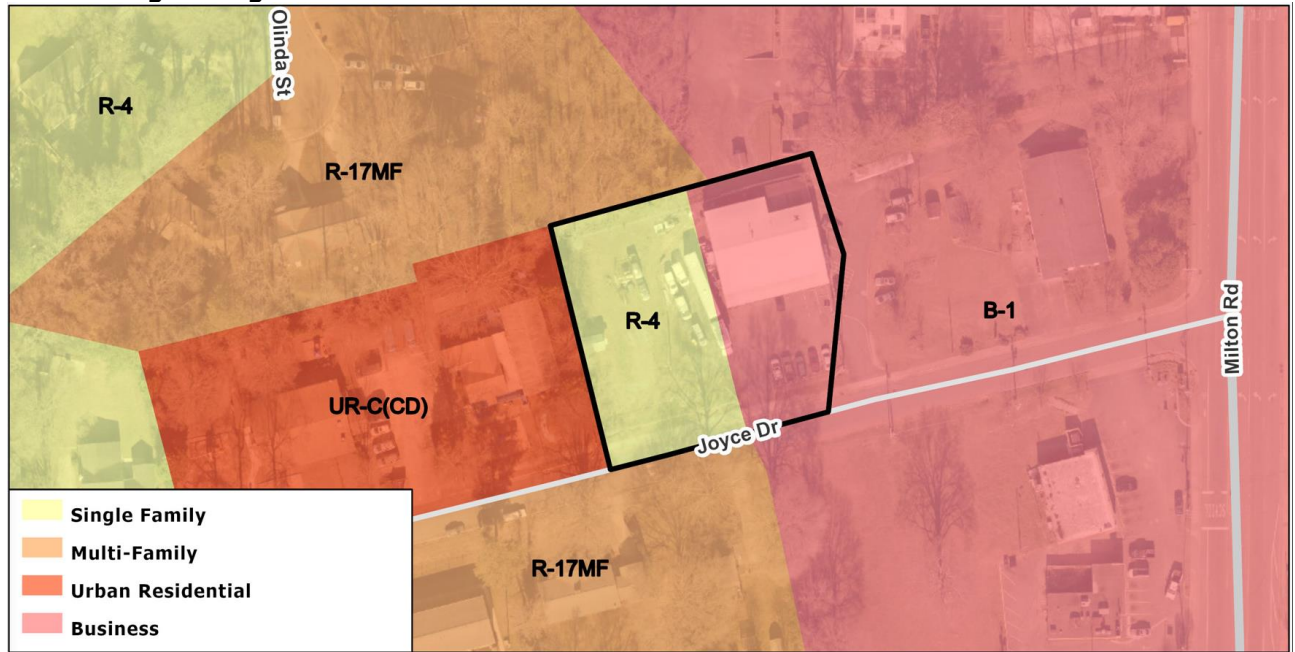 Olinda St
R-4
R-17MF
R-4
B-1
Milton Rd
UR-C(CD)
Joyce Dr
R-17MF
Single Family
Multi-Family
Urban Residential
Business